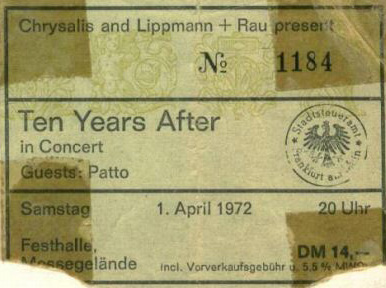 Chrysalis and Lippmann + Rau present
No 1184
Ten Years After
in Concert
Guests: Patto
Stadtsteueramt
Frankfurt a. Main
Samstag 1. April 1972 20 Uhr
Festhalle,
Messegelände
DM 14,—
incl. Vorverkaufsgebühr u. 5,5 % MWSt